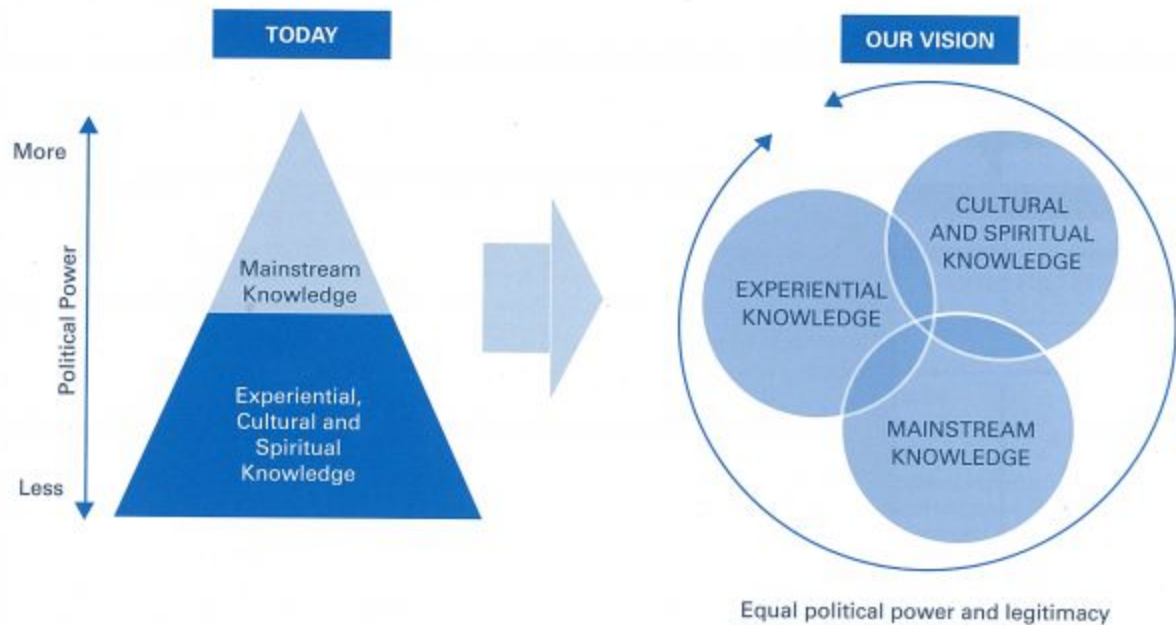 TODAY
More
Political Power
Less
Mainstream
Knowledge
Experiential,
Cultural and
Spiritual
Knowledge
OUR VISION
CULTURAL
AND SPIRITUAL
KNOWLEDGE
EXPERIENTIAL
KNOWLEDGE
MAINSTREAM
KNOWLEDGE
Equal political power and legitimacy